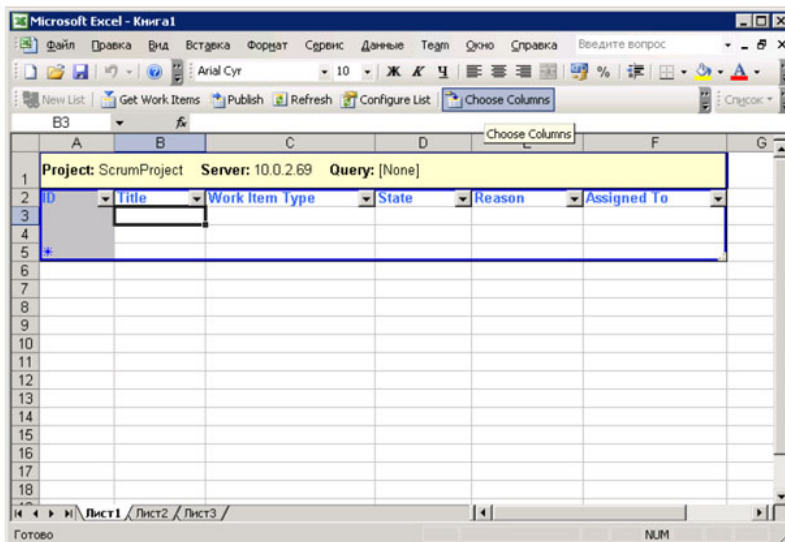 Microsoft Excel - Книга1
Файл Правка Вид Вставка Формат Сервис Данные Team Окно Справка Введите вопрос
Arial Cyr 10 Ж К Ч %
New List Get Work Items Publish Refresh Configure List Choose Columns Список
B3 fx
Choose Columns
A B C D E F G
1 Project: ScrumProject Server: 10.0.2.69 Query: [None]
2 ID Title Work Item Type State Reason Assigned To
3
4
5
6
7
8
9
10
11
12
13
14
15
16
17
18
Лист1 Лист2 Лист3
Готово NUM